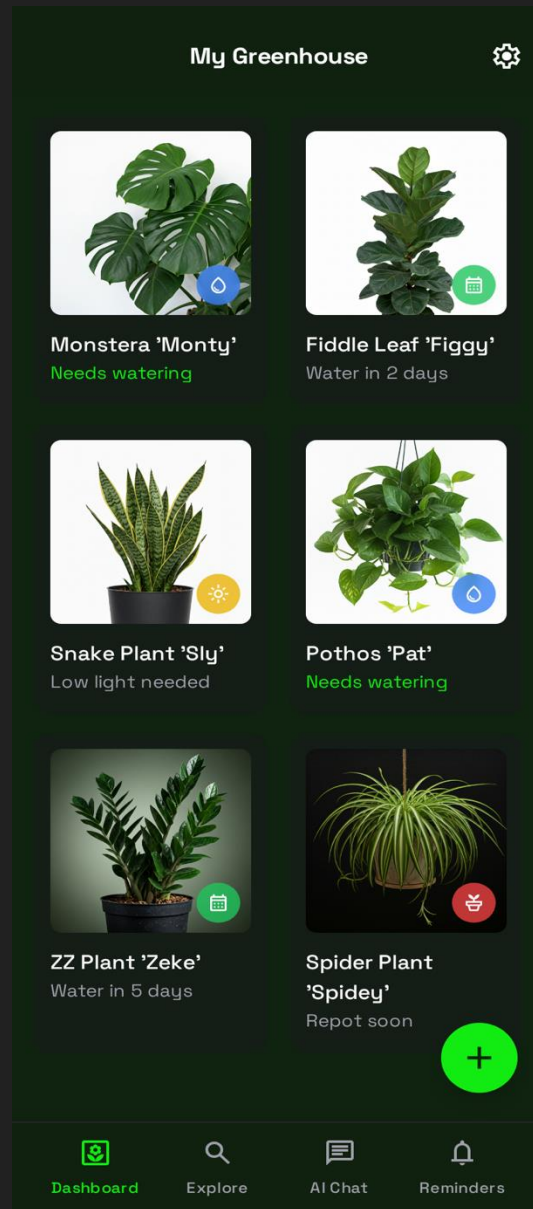 My Greenhouse
Monstera 'Monty'
Needs watering
Fiddle Leaf 'Figgy'
Water in 2 days
Snake Plant 'Sly'
Low light needed
Pothos 'Pat'
Needs watering
ZZ Plant 'Zeke'
Water in 5 days
Spider Plant
'Spidey'
Repot soon
Dashboard
Explore
AI Chat
Reminders